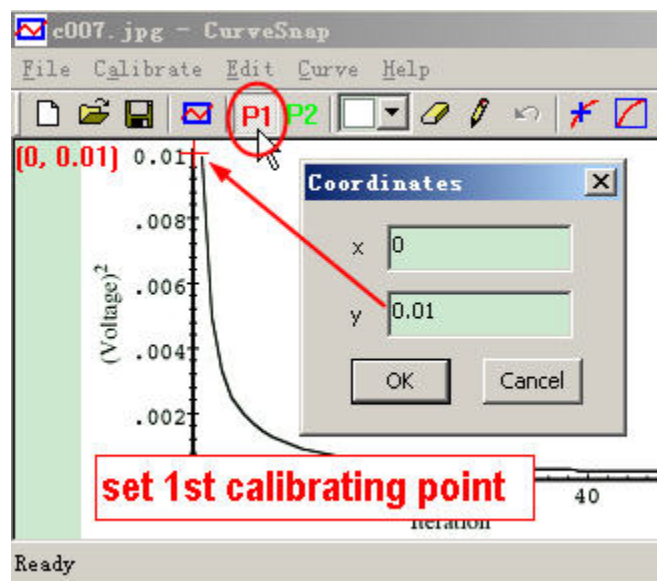 c007.jpg - CurveSnap
File Calibrate Edit Curve Help
P1 P2
(0, 0.01) 0.01
Coordinates
.008
x 0
(Voltage)2
.006
y 0.01
.004
OK Cancel
.002
set 1st calibrating point
40
Iteration
Ready